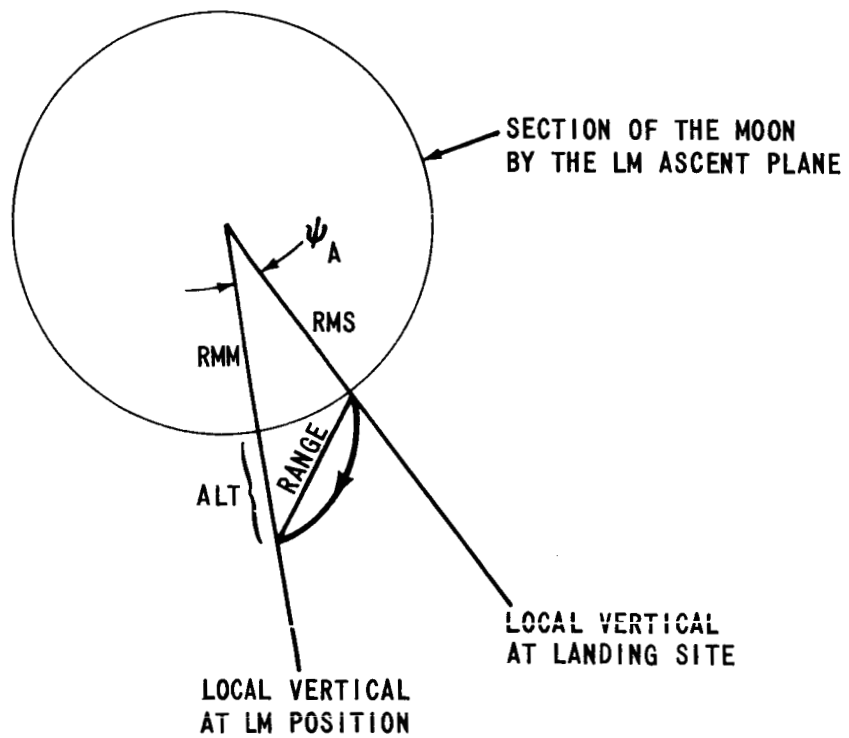 SECTION OF THE MOON
BY THE LM ASCENT PLANE
ψA
RMS
RMM
RANGE
ALT
LOCAL VERTICAL
AT LANDING SITE
LOCAL VERTICAL
AT LM POSITION